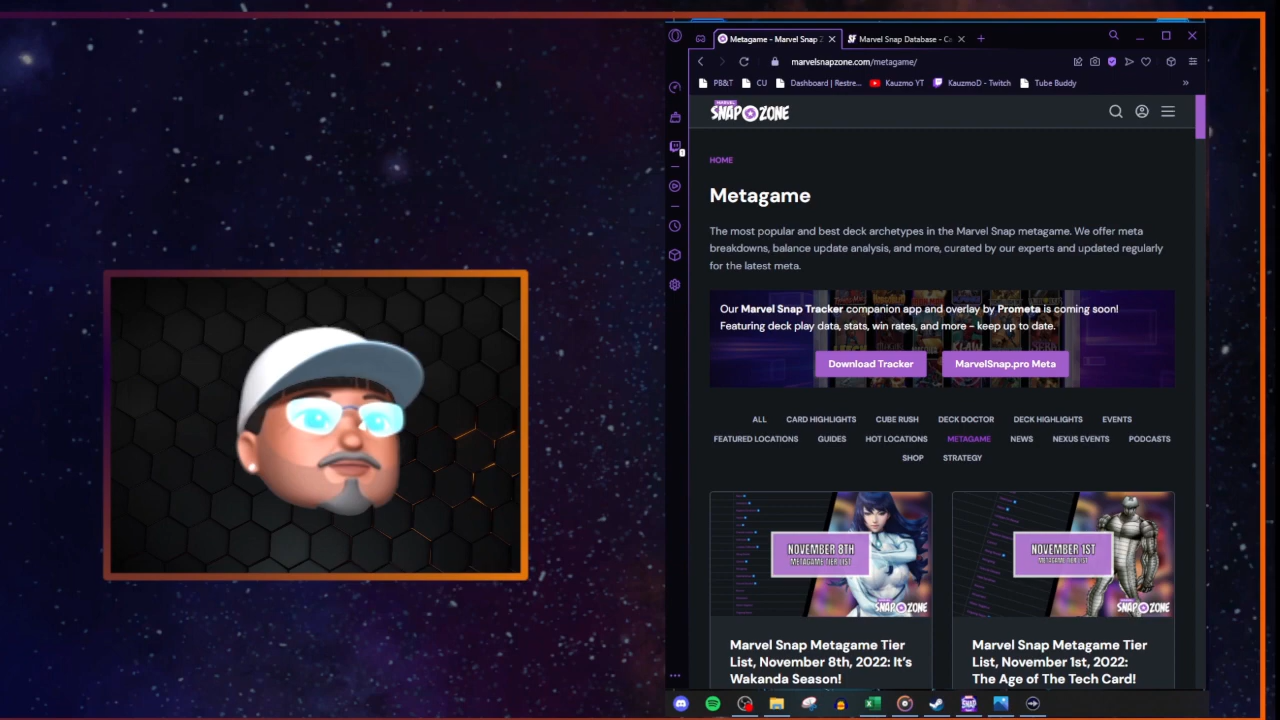 Metagame - Marvel Snap Z
Marvel Snap Database - Ca
marvelsnapzone.com/metagame/
PB&T
CU
Dashboard | Restre...
Kauzmo YT
KauzmoD - Twitch
Tube Buddy
MARVEL
SNAP ZONE
HOME
Metagame
The most popular and best deck archetypes in the Marvel Snap metagame. We offer meta
breakdowns, balance update analysis, and more, curated by our experts and updated regularly
for the latest meta.
Our Marvel Snap Tracker companion app and overlay by Prometa is coming soon!
Featuring deck play data, stats, win rates, and more - keep up to date.
Download Tracker
MarvelSnap.pro Meta
ALL CARD HIGHLIGHTS CUBE RUSH DECK DOCTOR DECK HIGHLIGHTS EVENTS
FEATURED LOCATIONS GUIDES HOT LOCATIONS METAGAME NEWS NEXUS EVENTS PODCASTS
SHOP STRATEGY
NOVEMBER 8TH
METAGAME TIER LIST
SNAP ZONE
Marvel Snap Metagame Tier
List, November 8th, 2022: It's
Wakanda Season!
NOVEMBER 1ST
METAGAME TIER LIST
SNAP ZONE
Marvel Snap Metagame Tier
List, November 1st, 2022:
The Age of The Tech Card!